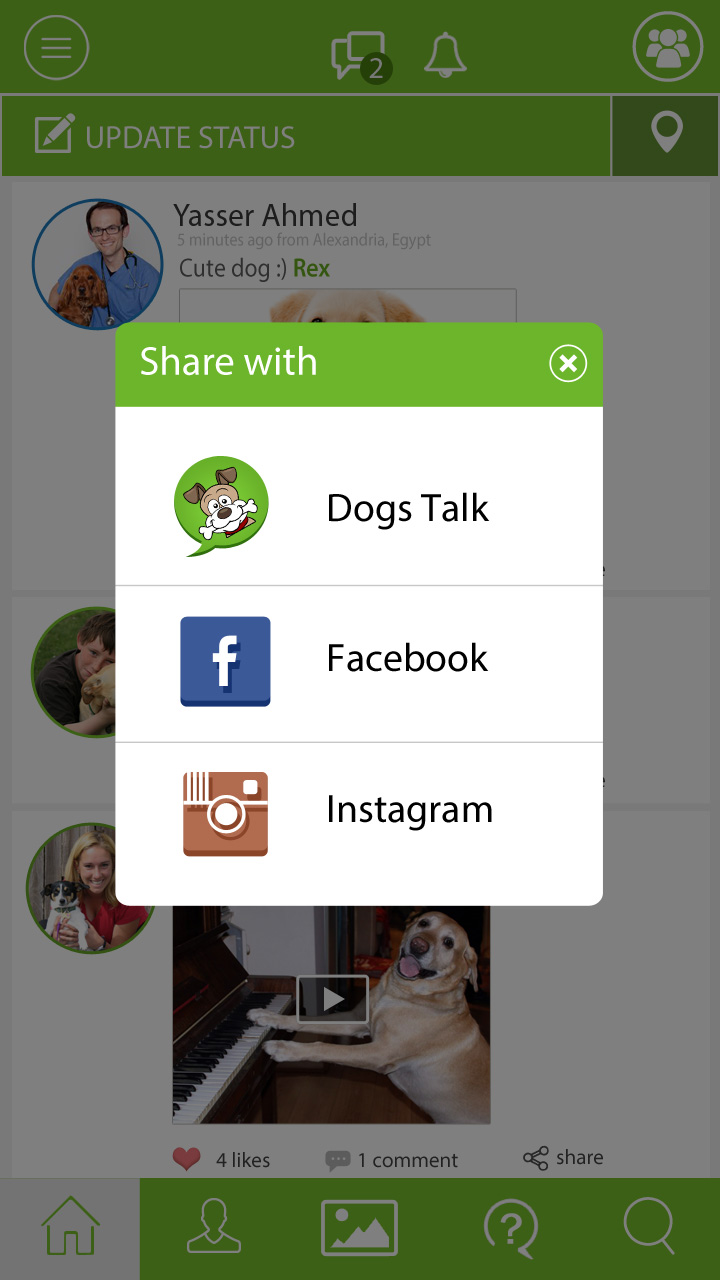 2
UPDATE STATUS
Yasser Ahmed
5 minutes ago from Alexandria, Egypt
Cute dog :) Rex
Share with
Dogs Talk
Facebook
Instagram
4 likes
1 comment
share